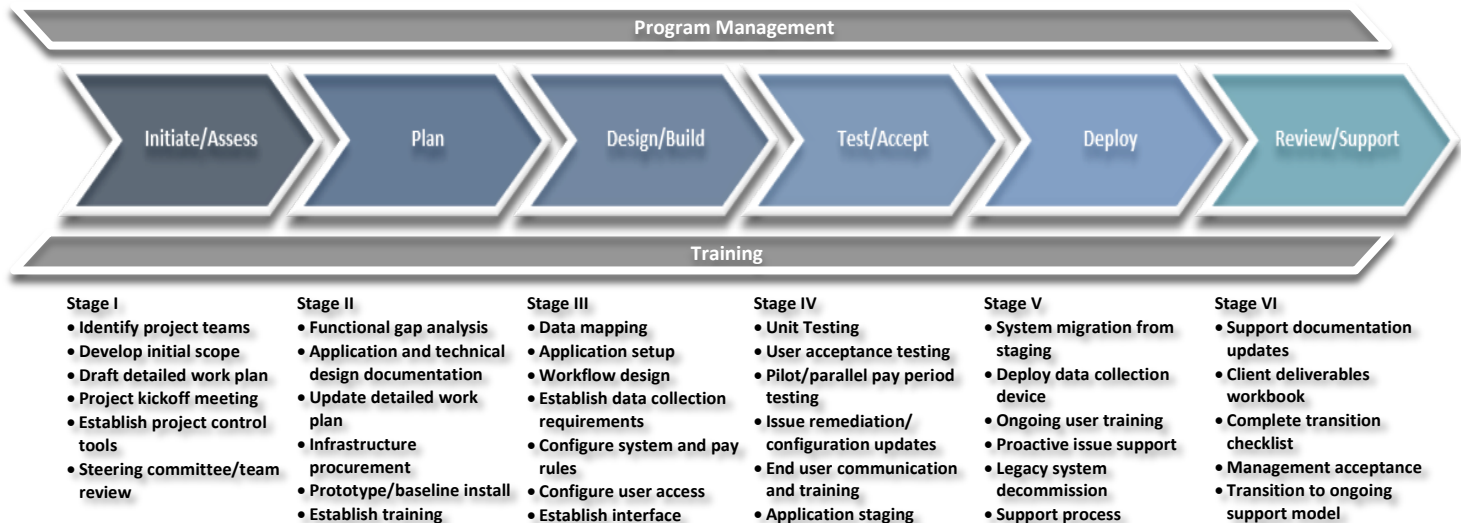 Program Management
Initiate/Assess
Plan
Design/Build
Test/Accept
Deploy
Review/Support
Training
Stage I
• Identify project teams
• Develop initial scope
• Draft detailed work plan
• Project kickoff meeting
• Establish project control
tools
• Steering committee/team
review
Stage II
• Functional gap analysis
• Application and technical
design documentation
• Update detailed work
plan
• Infrastructure
procurement
• Prototype/baseline install
• Establish training
Stage III
• Data mapping
• Application setup
• Workflow design
• Establish data collection
requirements
• Configure system and pay
rules
• Configure user access
• Establish interface
Stage IV
• Unit Testing
• User acceptance testing
• Pilot/parallel pay period
testing
• Issue remediation/
configuration updates
• End user communication
and training
• Application staging
Stage V
• System migration from
staging
• Deploy data collection
device
• Ongoing user training
• Proactive issue support
• Legacy system
decommission
• Support process
Stage VI
• Support documentation
updates
• Client deliverables
workbook
• Complete transition
checklist
• Management acceptance
• Transition to ongoing
support model